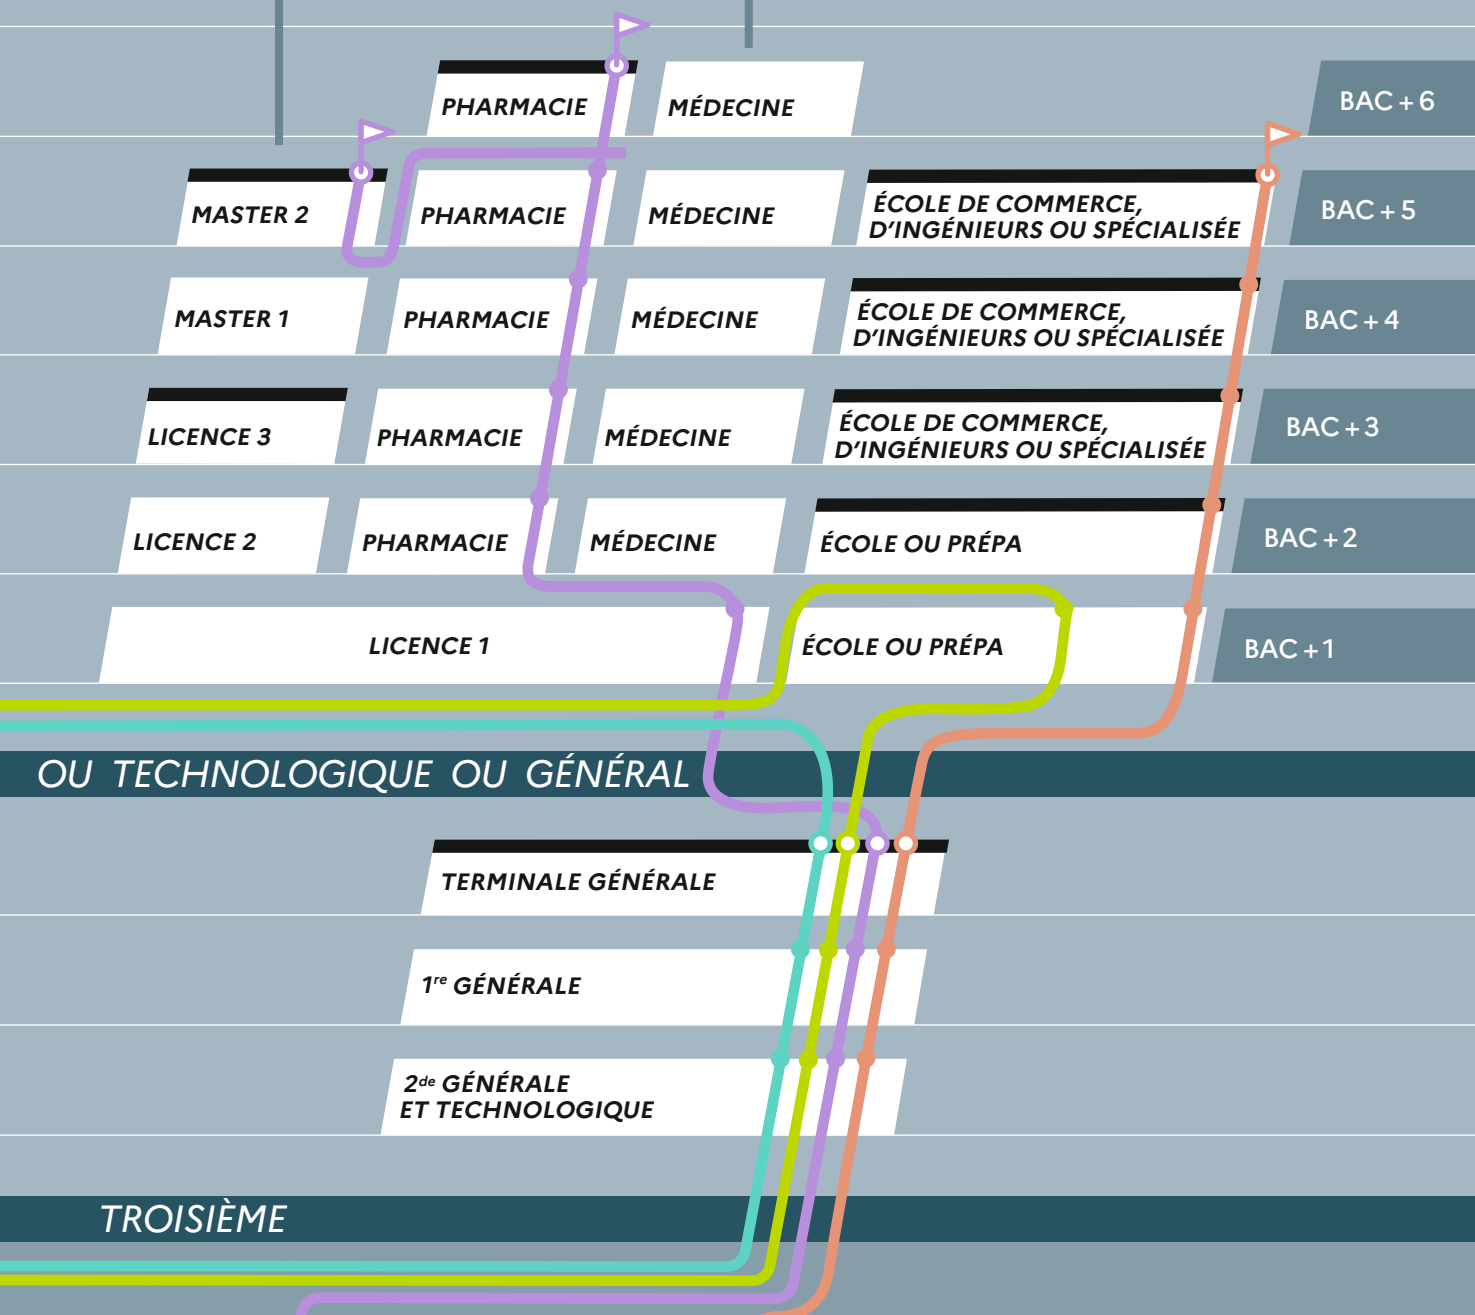 PHARMACIE
MÉDECINE
BAC + 6
MASTER 2
PHARMACIE
MÉDECINE
ÉCOLE DE COMMERCE,
D'INGÉNIEURS OU SPÉCIALISÉE
BAC + 5
MASTER 1
PHARMACIE
MÉDECINE
ÉCOLE DE COMMERCE,
D'INGÉNIEURS OU SPÉCIALISÉE
BAC + 4
LICENCE 3
PHARMACIE
MÉDECINE
ÉCOLE DE COMMERCE,
D'INGÉNIEURS OU SPÉCIALISÉE
BAC + 3
LICENCE 2
PHARMACIE
MÉDECINE
ÉCOLE OU PRÉPA
BAC + 2
LICENCE 1
ÉCOLE OU PRÉPA
BAC + 1
OU TECHNOLOGIQUE OU GÉNÉRAL
TERMINALE GÉNÉRALE
1re GÉNÉRALE
2de GÉNÉRALE
ET TECHNOLOGIQUE
TROISIÈME